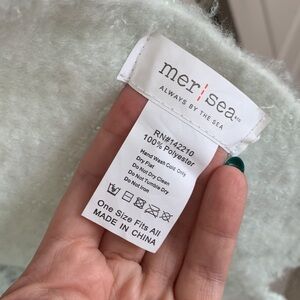 mer¦sea
ALWAYS BY THE SEA
RN#142210
100% Polyester
Hand Wash Cold Only
Dry Flat
Do Not Dry Clean
Do Not Tumble Dry
Do Not Iron
One Size Fits All
MADE IN CHINA